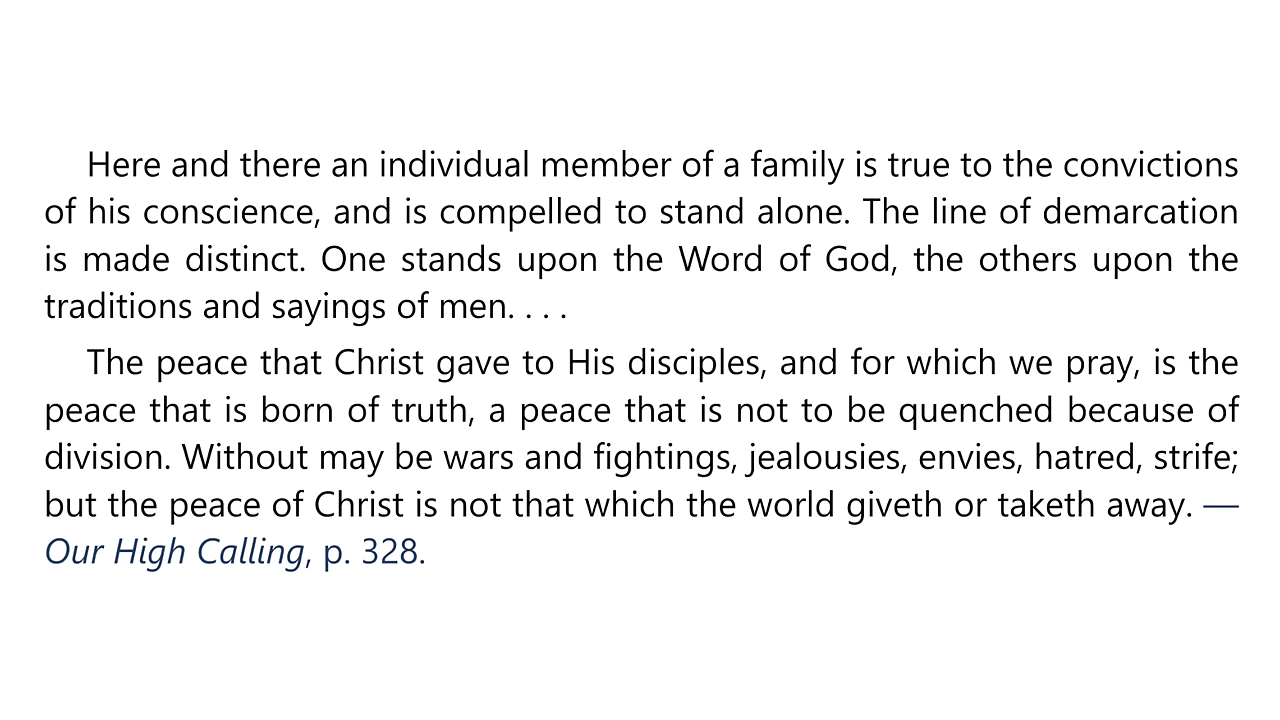 Here and there an individual member of a family is true to the convictions
of his conscience, and is compelled to stand alone. The line of demarcation
is made distinct. One stands upon the Word of God, the others upon the
traditions and sayings of men. . . .
The peace that Christ gave to His disciples, and for which we pray, is the
peace that is born of truth, a peace that is not to be quenched because of
division. Without may be wars and fightings, jealousies, envies, hatred, strife;
but the peace of Christ is not that which the world giveth or taketh away. —
Our High Calling, p. 328.